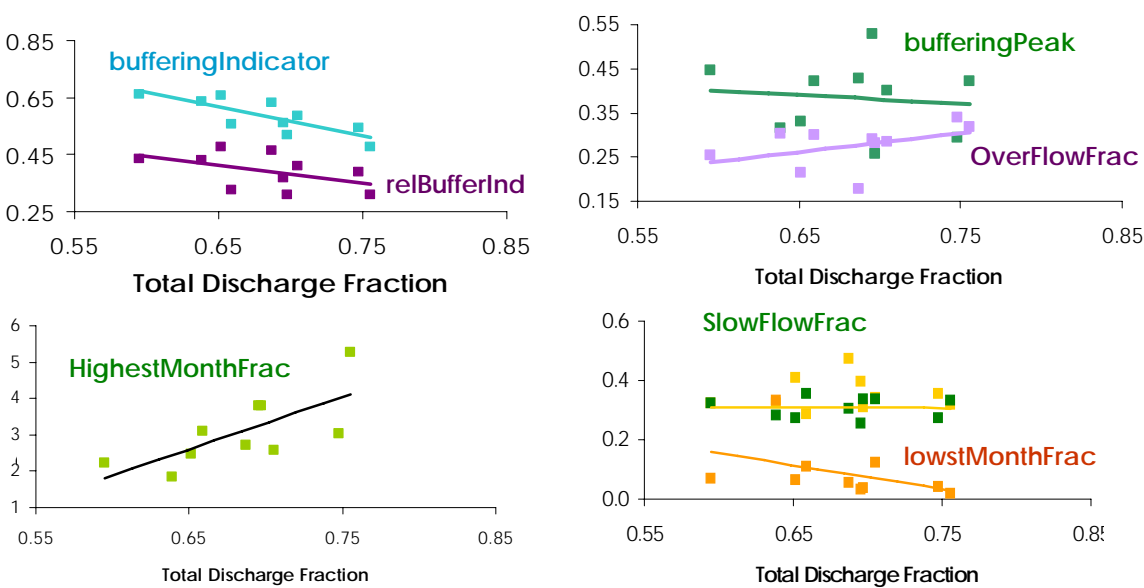 0.85
bufferingIndicator
0.65
0.45
relBufferInd
0.25
0.55 0.65 0.75 0.85
Total Discharge Fraction
0.55
bufferingPeak
0.45
0.35
0.25
OverFlowFrac
0.15
0.55 0.65 0.75 0.85
Total Discharge Fraction
6
5
HighestMonthFrac
4
3
2
1
0.55 0.65 0.75 0.85
Total Discharge Fraction
0.6
SlowFlowFrac
0.4
0.2
lowstMonthFrac
0.0
0.55 0.65 0.75 0.85
Total Discharge Fraction